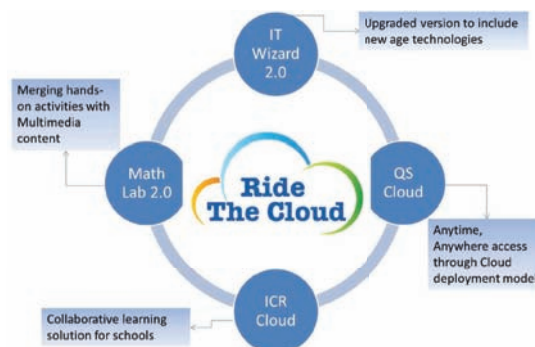 IT
Wizard
2.0
Upgraded version to include
new age technologies
Merging hands-
on activities with
Multimedia
content
Math
Lab 2.0
Ride
The Cloud
QS
Cloud
Anytime,
Anywhere access
through Cloud
deployment model
ICR
Cloud
Collaborative learning
solution for schools